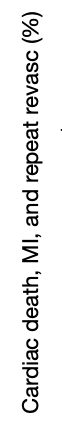 Cardiac death, MI, and repeat revasc (%)